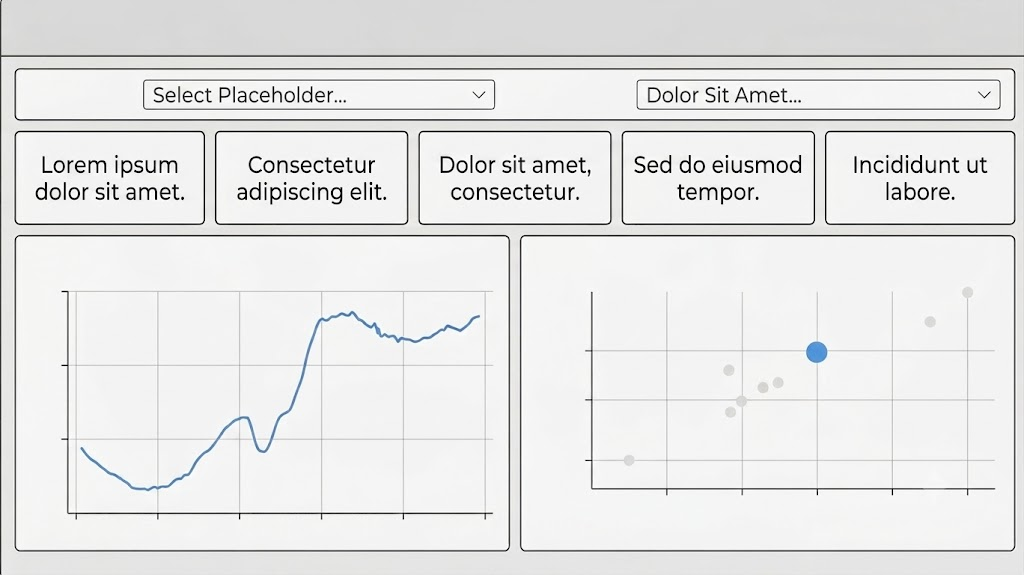 Select Placeholder...
Dolor Sit Amet...
Lorem ipsum
dolor sit amet.
Consectetur
adipiscing elit.
Dolor sit amet,
consectetur.
Sed do eiusmod
tempor.
Incididunt ut
labore.